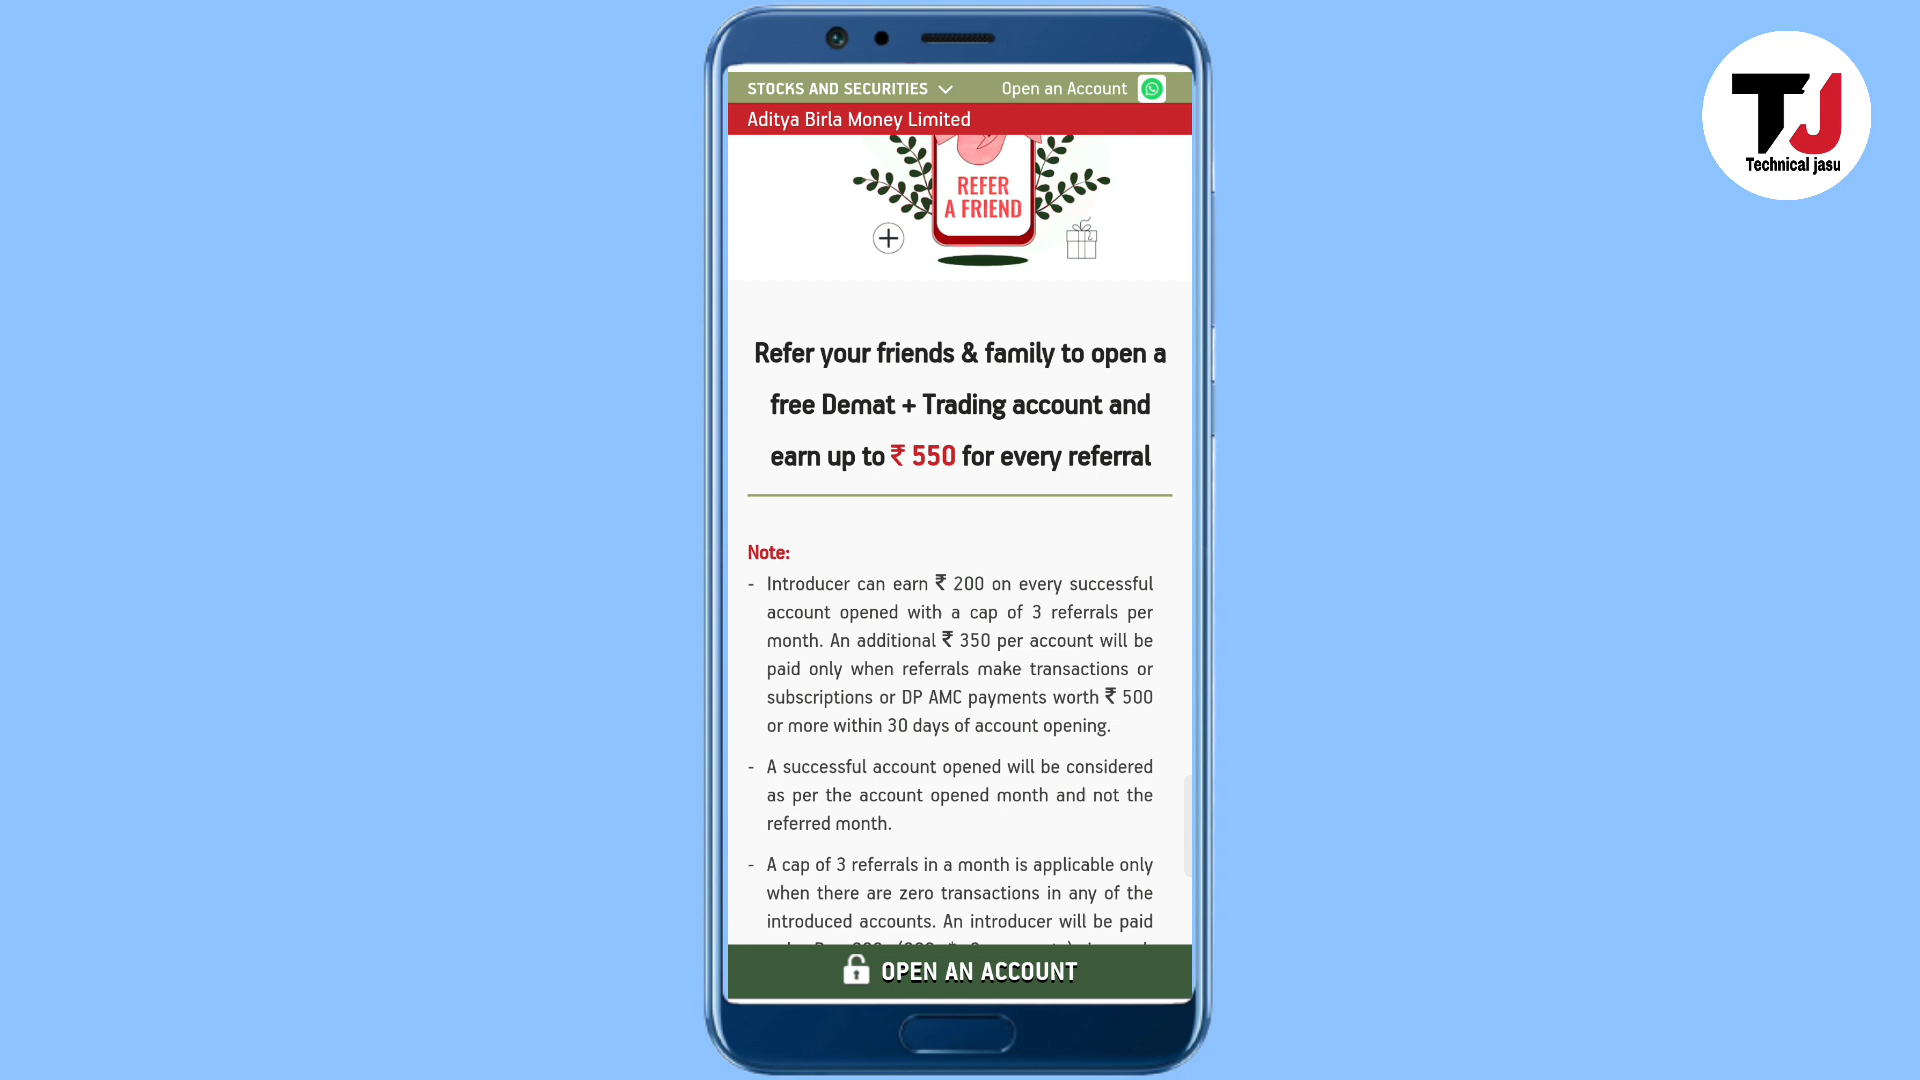 STOCKS AND SECURITIES
Open an Account
Aditya Birla Money Limited
REFER
A FRIEND
Refer your friends & family to open a
free Demat + Trading account and
earn up to ₹ 550 for every referral
Note:
- Introducer can earn ₹ 200 on every successful
account opened with a cap of 3 referrals per
month. An additional ₹ 350 per account will be
paid only when referrals make transactions or
subscriptions or DP AMC payments worth ₹ 500
or more within 30 days of account opening.
- A successful account opened will be considered
as per the account opened month and not the
referred month.
- A cap of 3 referrals in a month is applicable only
when there are zero transactions in any of the
introduced accounts. An introducer will be paid
OPEN AN ACCOUNT
TJ
Technical jasu